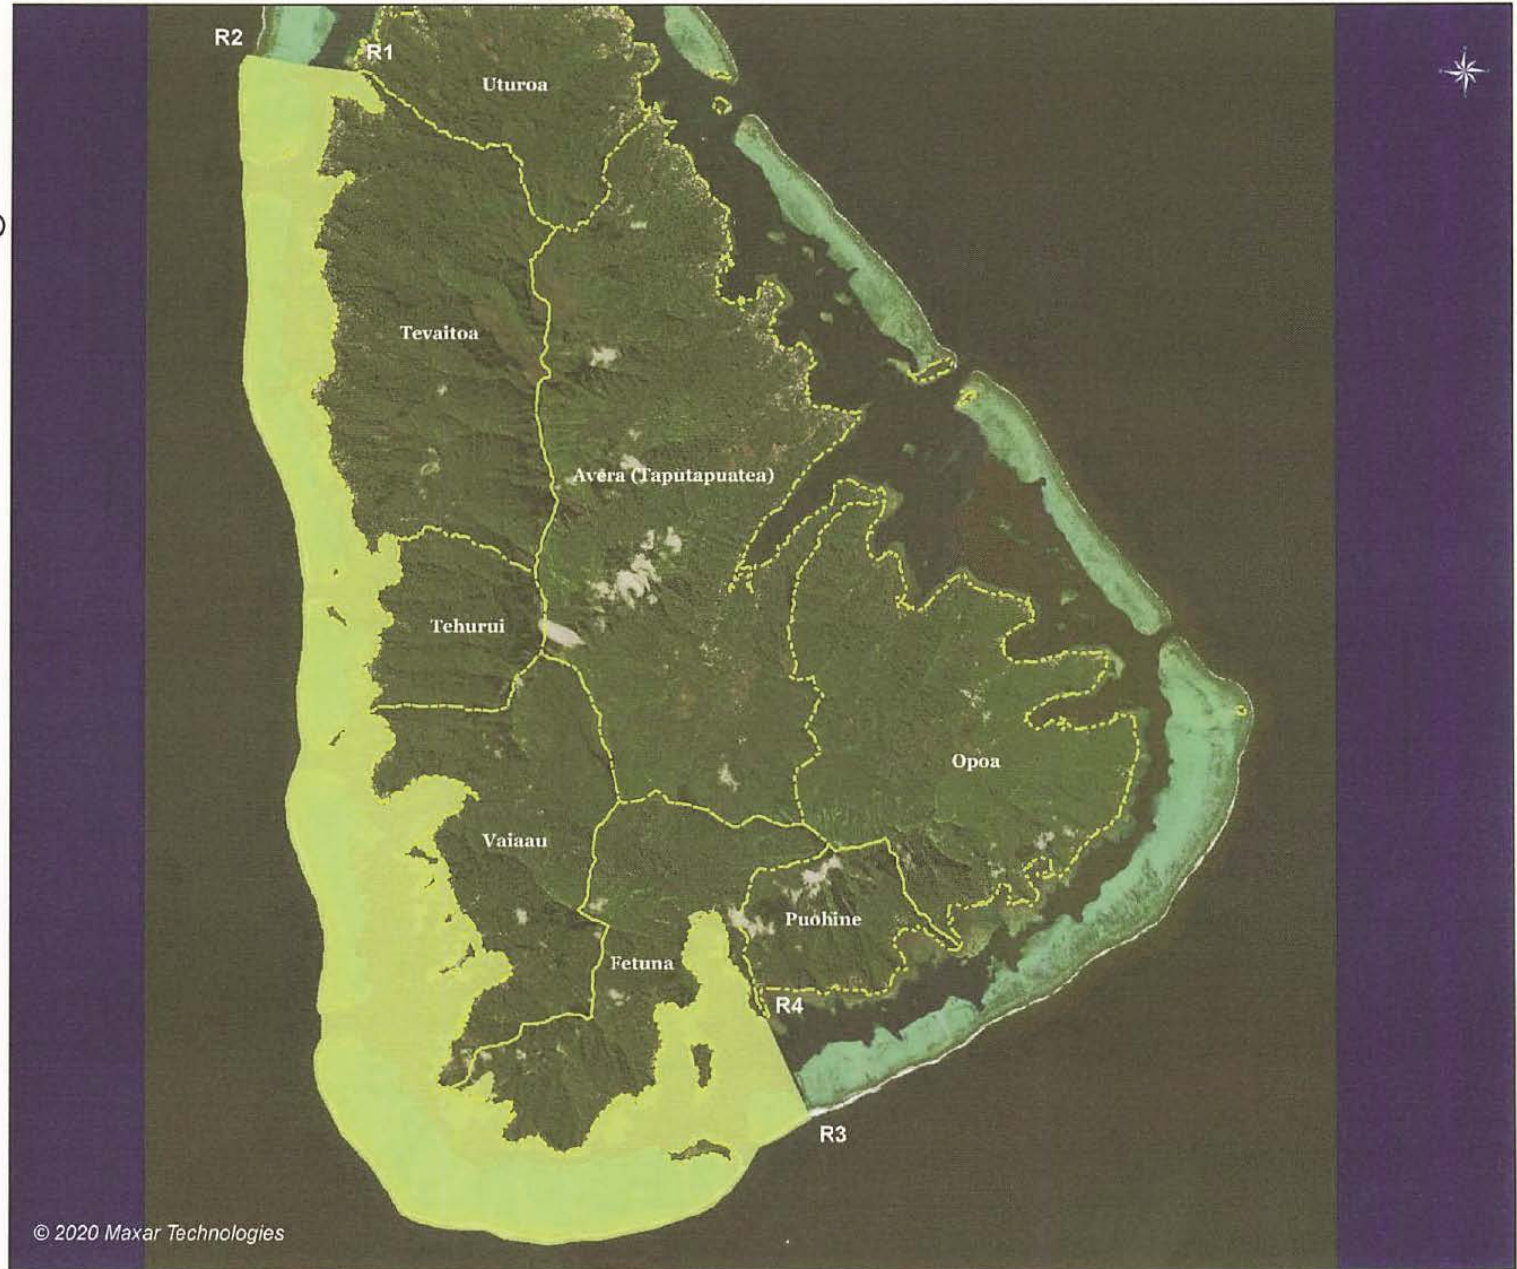 R2
R1
Uturoa
Tevaitoa
Avera (Taputapuatea)
Tehurui
Opoa
Vaiaau
Puohine
Fetuna
R4
R3
© 2020 Maxar Technologies